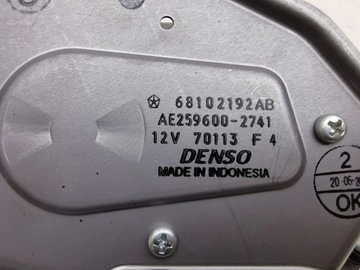 68102192AB
AE259600-2741
12V 70113 F 4
DENSO
MADE IN INDONESIA
2
OK